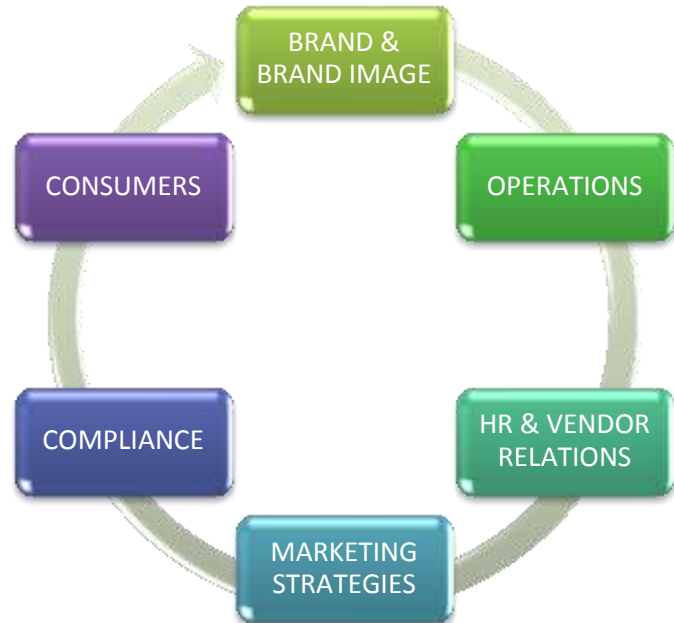 BRAND &
BRAND IMAGE
OPERATIONS
HR & VENDOR
RELATIONS
MARKETING
STRATEGIES
COMPLIANCE
CONSUMERS